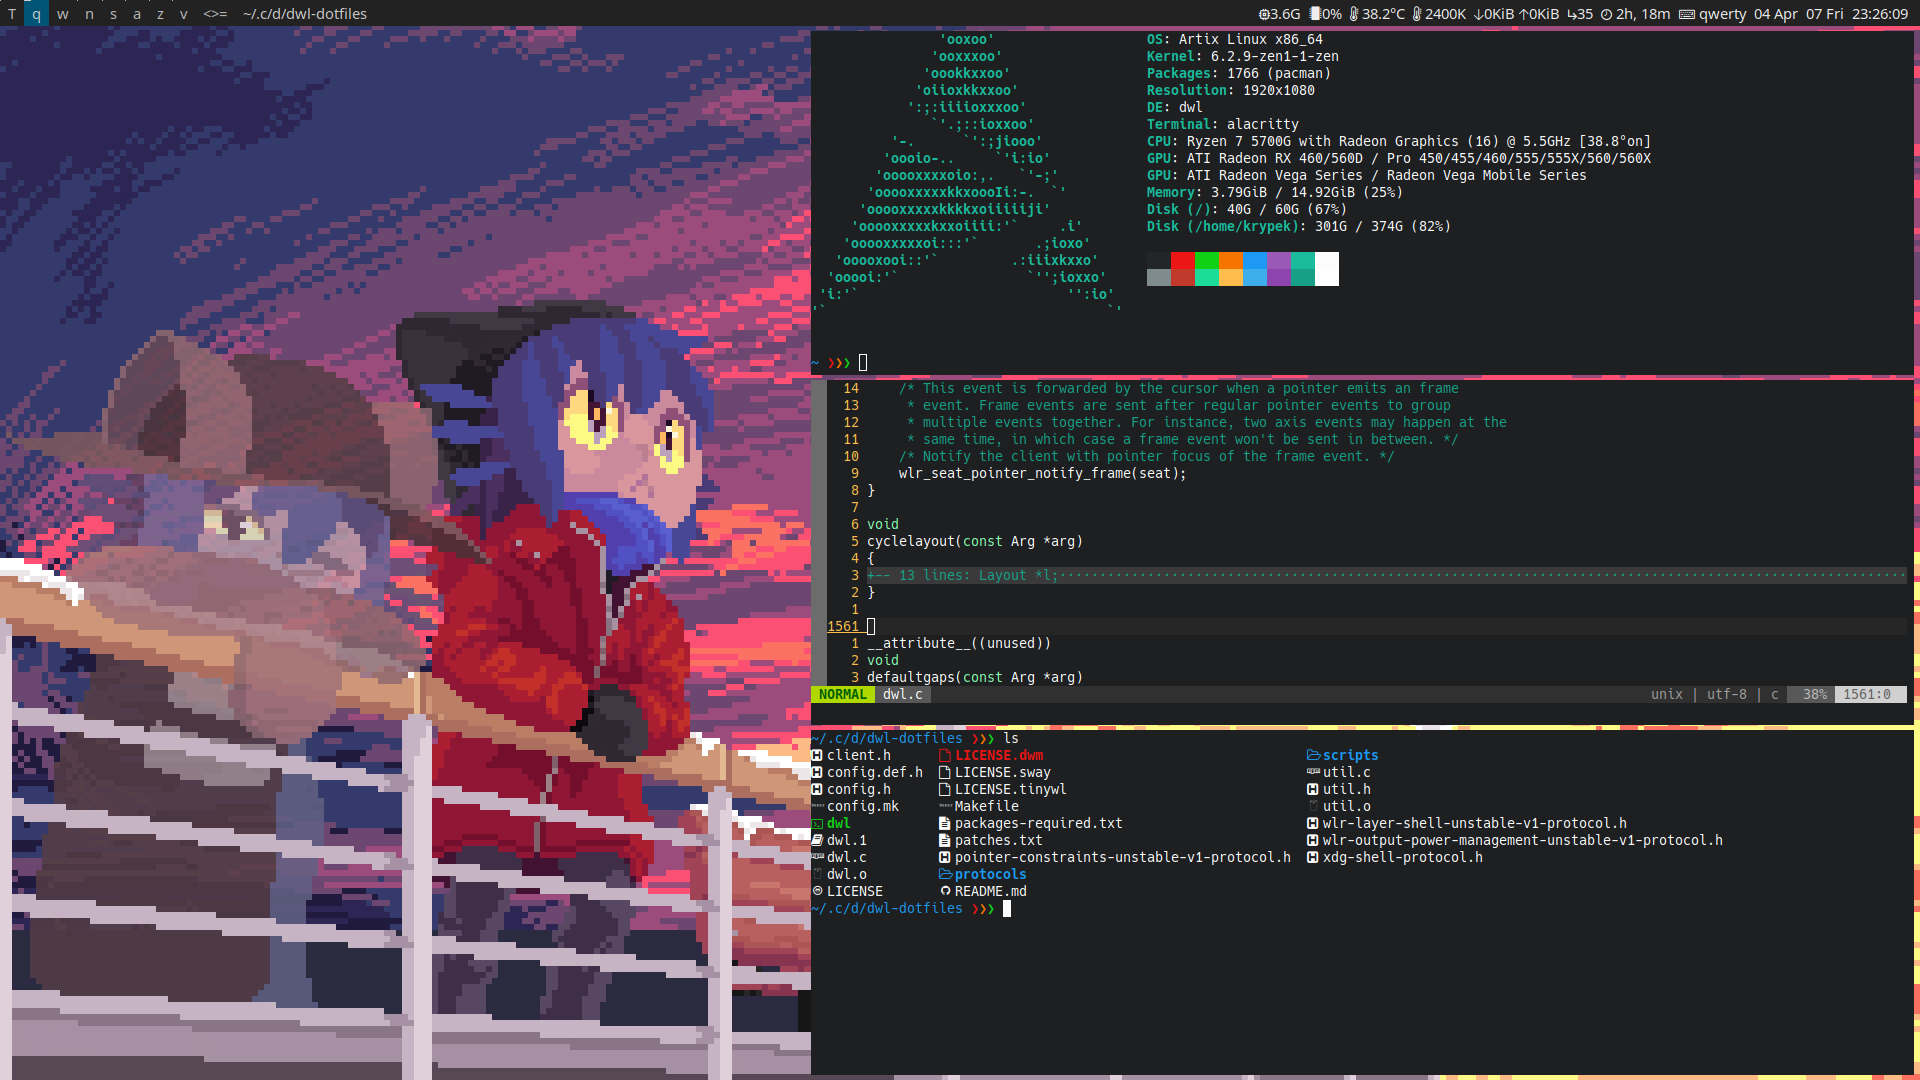 T q w n s a z v <>= ~/.c/d/dwl-dotfiles 3.6G 0% 38.2°C 2400K ↓0KiB ↑0KiB ↳35 2h, 18m qwerty 04 Apr 07 Fri 23:26:09
'ooxoo'
'ooxxxoo'
'oookkxxoo'
'oiioxkkxxoo'
':;:iiiioxxxoo'
`'.;::ioxxoo'
'-. `':;jiooo'
'oooio-.. `'i:io'
'ooooxxxxoio:,. `'-;'
'ooooxxxxxkkxoooIi:-. `'
'ooooxxxxxkkkkxoiiiiiji'
'ooooxxxxxkxxoiiii:'` .i'
'ooooxxxxxoi:::'` .;ioxo'
'ooooxooi::'` .:iiixkxxo'
'ooooi:'` `'';ioxxo'
'i:'` '':io'
'` `'
OS: Artix Linux x86_64
Kernel: 6.2.9-zen1-1-zen
Packages: 1766 (pacman)
Resolution: 1920x1080
DE: dwl
Terminal: alacritty
CPU: Ryzen 7 5700G with Radeon Graphics (16) @ 5.5GHz [38.8°on]
GPU: ATI Radeon RX 460/560D / Pro 450/455/460/555/555X/560/560X
GPU: ATI Radeon Vega Series / Radeon Vega Mobile Series
Memory: 3.79GiB / 14.92GiB (25%)
Disk (/): 40G / 60G (67%)
Disk (/home/krypek): 301G / 374G (82%)
~ ❯❯❯
14 /* This event is forwarded by the cursor when a pointer emits an frame
13 * event. Frame events are sent after regular pointer events to group
12 * multiple events together. For instance, two axis events may happen at the
11 * same time, in which case a frame event won't be sent in between. */
10 /* Notify the client with pointer focus of the frame event. */
9 wlr_seat_pointer_notify_frame(seat);
8 }
7
6 void
5 cyclelayout(const Arg *arg)
4 {
3 +-- 13 lines: Layout *l;
2 }
1
1561
1 __attribute__((unused))
2 void
3 defaultgaps(const Arg *arg)
NORMAL dwl.c unix | utf-8 | c 38% 1561:0
~/.c/d/dwl-dotfiles ❯❯❯ ls
client.h LICENSE.dwm scripts
config.def.h LICENSE.sway util.c
config.h LICENSE.tinywl util.h
config.mk Makefile util.o
dwl packages-required.txt wlr-layer-shell-unstable-v1-protocol.h
dwl.1 patches.txt wlr-output-power-management-unstable-v1-protocol.h
dwl.c pointer-constraints-unstable-v1-protocol.h xdg-shell-protocol.h
dwl.o protocols
LICENSE README.md
~/.c/d/dwl-dotfiles ❯❯❯